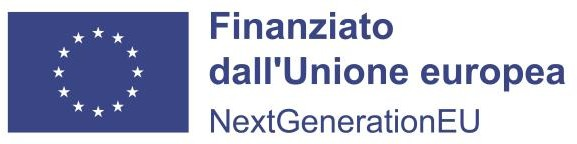 Finanziato
dall'Unione europea
NextGenerationEU